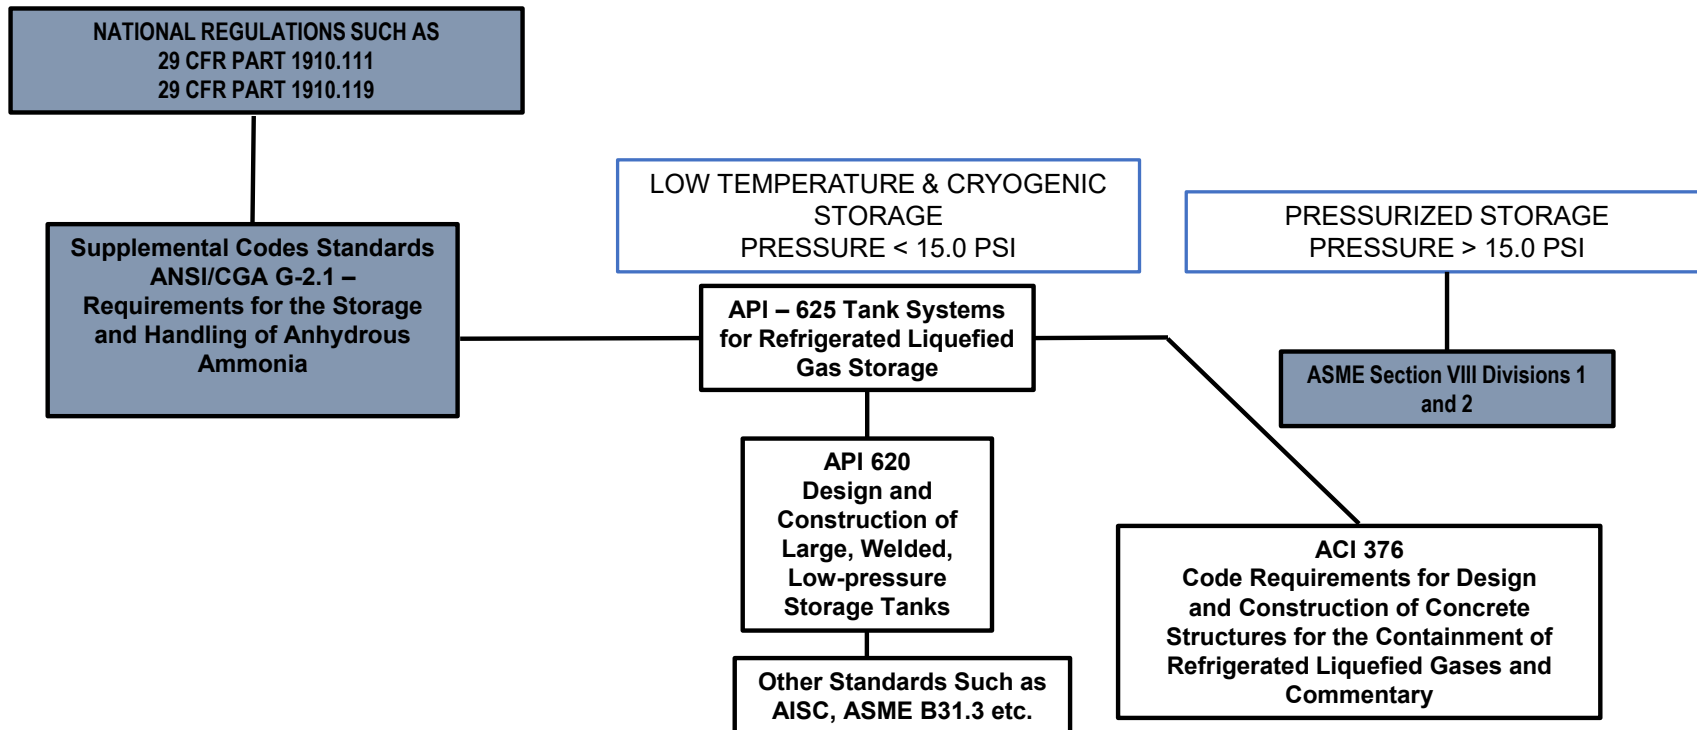 NATIONAL REGULATIONS SUCH AS
29 CFR PART 1910.111
29 CFR PART 1910.119
LOW TEMPERATURE & CRYOGENIC
STORAGE
PRESSURE < 15.0 PSI
PRESSURIZED STORAGE
PRESSURE > 15.0 PSI
Supplemental Codes Standards
ANSI/CGA G-2.1 –
Requirements for the Storage
and Handling of Anhydrous
Ammonia
API – 625 Tank Systems
for Refrigerated Liquefied
Gas Storage
ASME Section VIII Divisions 1
and 2
API 620
Design and
Construction of
Large, Welded,
Low-pressure
Storage Tanks
ACI 376
Code Requirements for Design
and Construction of Concrete
Structures for the Containment of
Refrigerated Liquefied Gases and
Commentary
Other Standards Such as
AISC, ASME B31.3 etc.